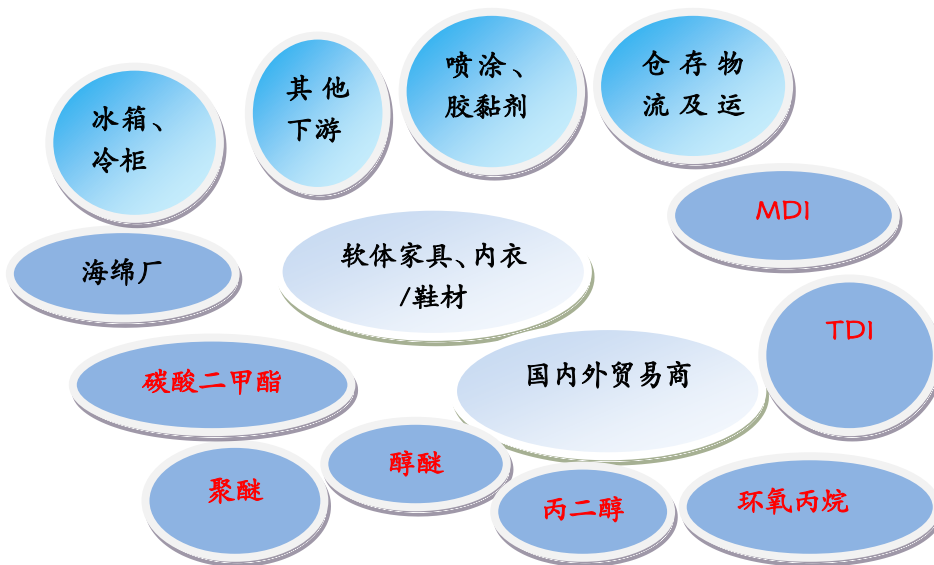 冰箱、
冷柜
其 他
下游
喷涂、
胶黏剂
仓 存 物
流 及 运
MDI
海绵厂
软体家具、内衣
/鞋材
TDI
碳酸二甲酯
国内外贸易商
聚醚
醇醚
丙二醇
环氧丙烷